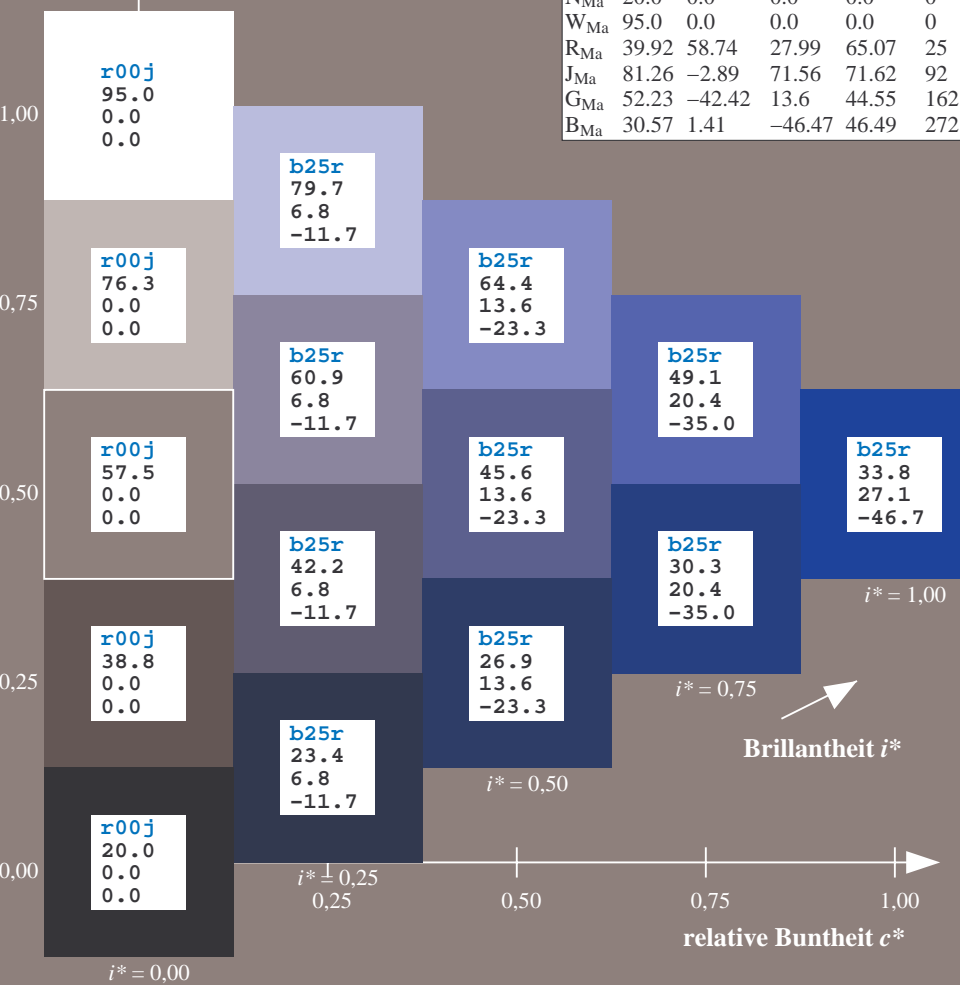 W_Ma 95.0 0.0 0.0 0.0 0
R_Ma 39.92 58.74 27.99 65.07 25
J_Ma 81.26 –2.89 71.56 71.62 92
G_Ma 52.23 –42.42 13.6 44.55 162
B_Ma 30.57 1.41 –46.47 46.49 272
1,00
0,75
0,50
0,25
0,00
r00j
95.0
0.0
0.0
r00j
76.3
0.0
0.0
r00j
57.5
0.0
0.0
r00j
38.8
0.0
0.0
r00j
20.0
0.0
0.0
i* = 0,00
b25r
79.7
6.8
–11.7
b25r
60.9
6.8
–11.7
b25r
42.2
6.8
–11.7
b25r
23.4
6.8
–11.7
i* = 0,25
b25r
64.4
13.6
–23.3
b25r
45.6
13.6
–23.3
b25r
26.9
13.6
–23.3
i* = 0,50
b25r
49.1
20.4
–35.0
b25r
30.3
20.4
–35.0
i* = 0,75
b25r
33.8
27.1
–46.7
i* = 1,00
Brillantheit i*
0,25 0,50 0,75 1,00
relative Buntheit c*